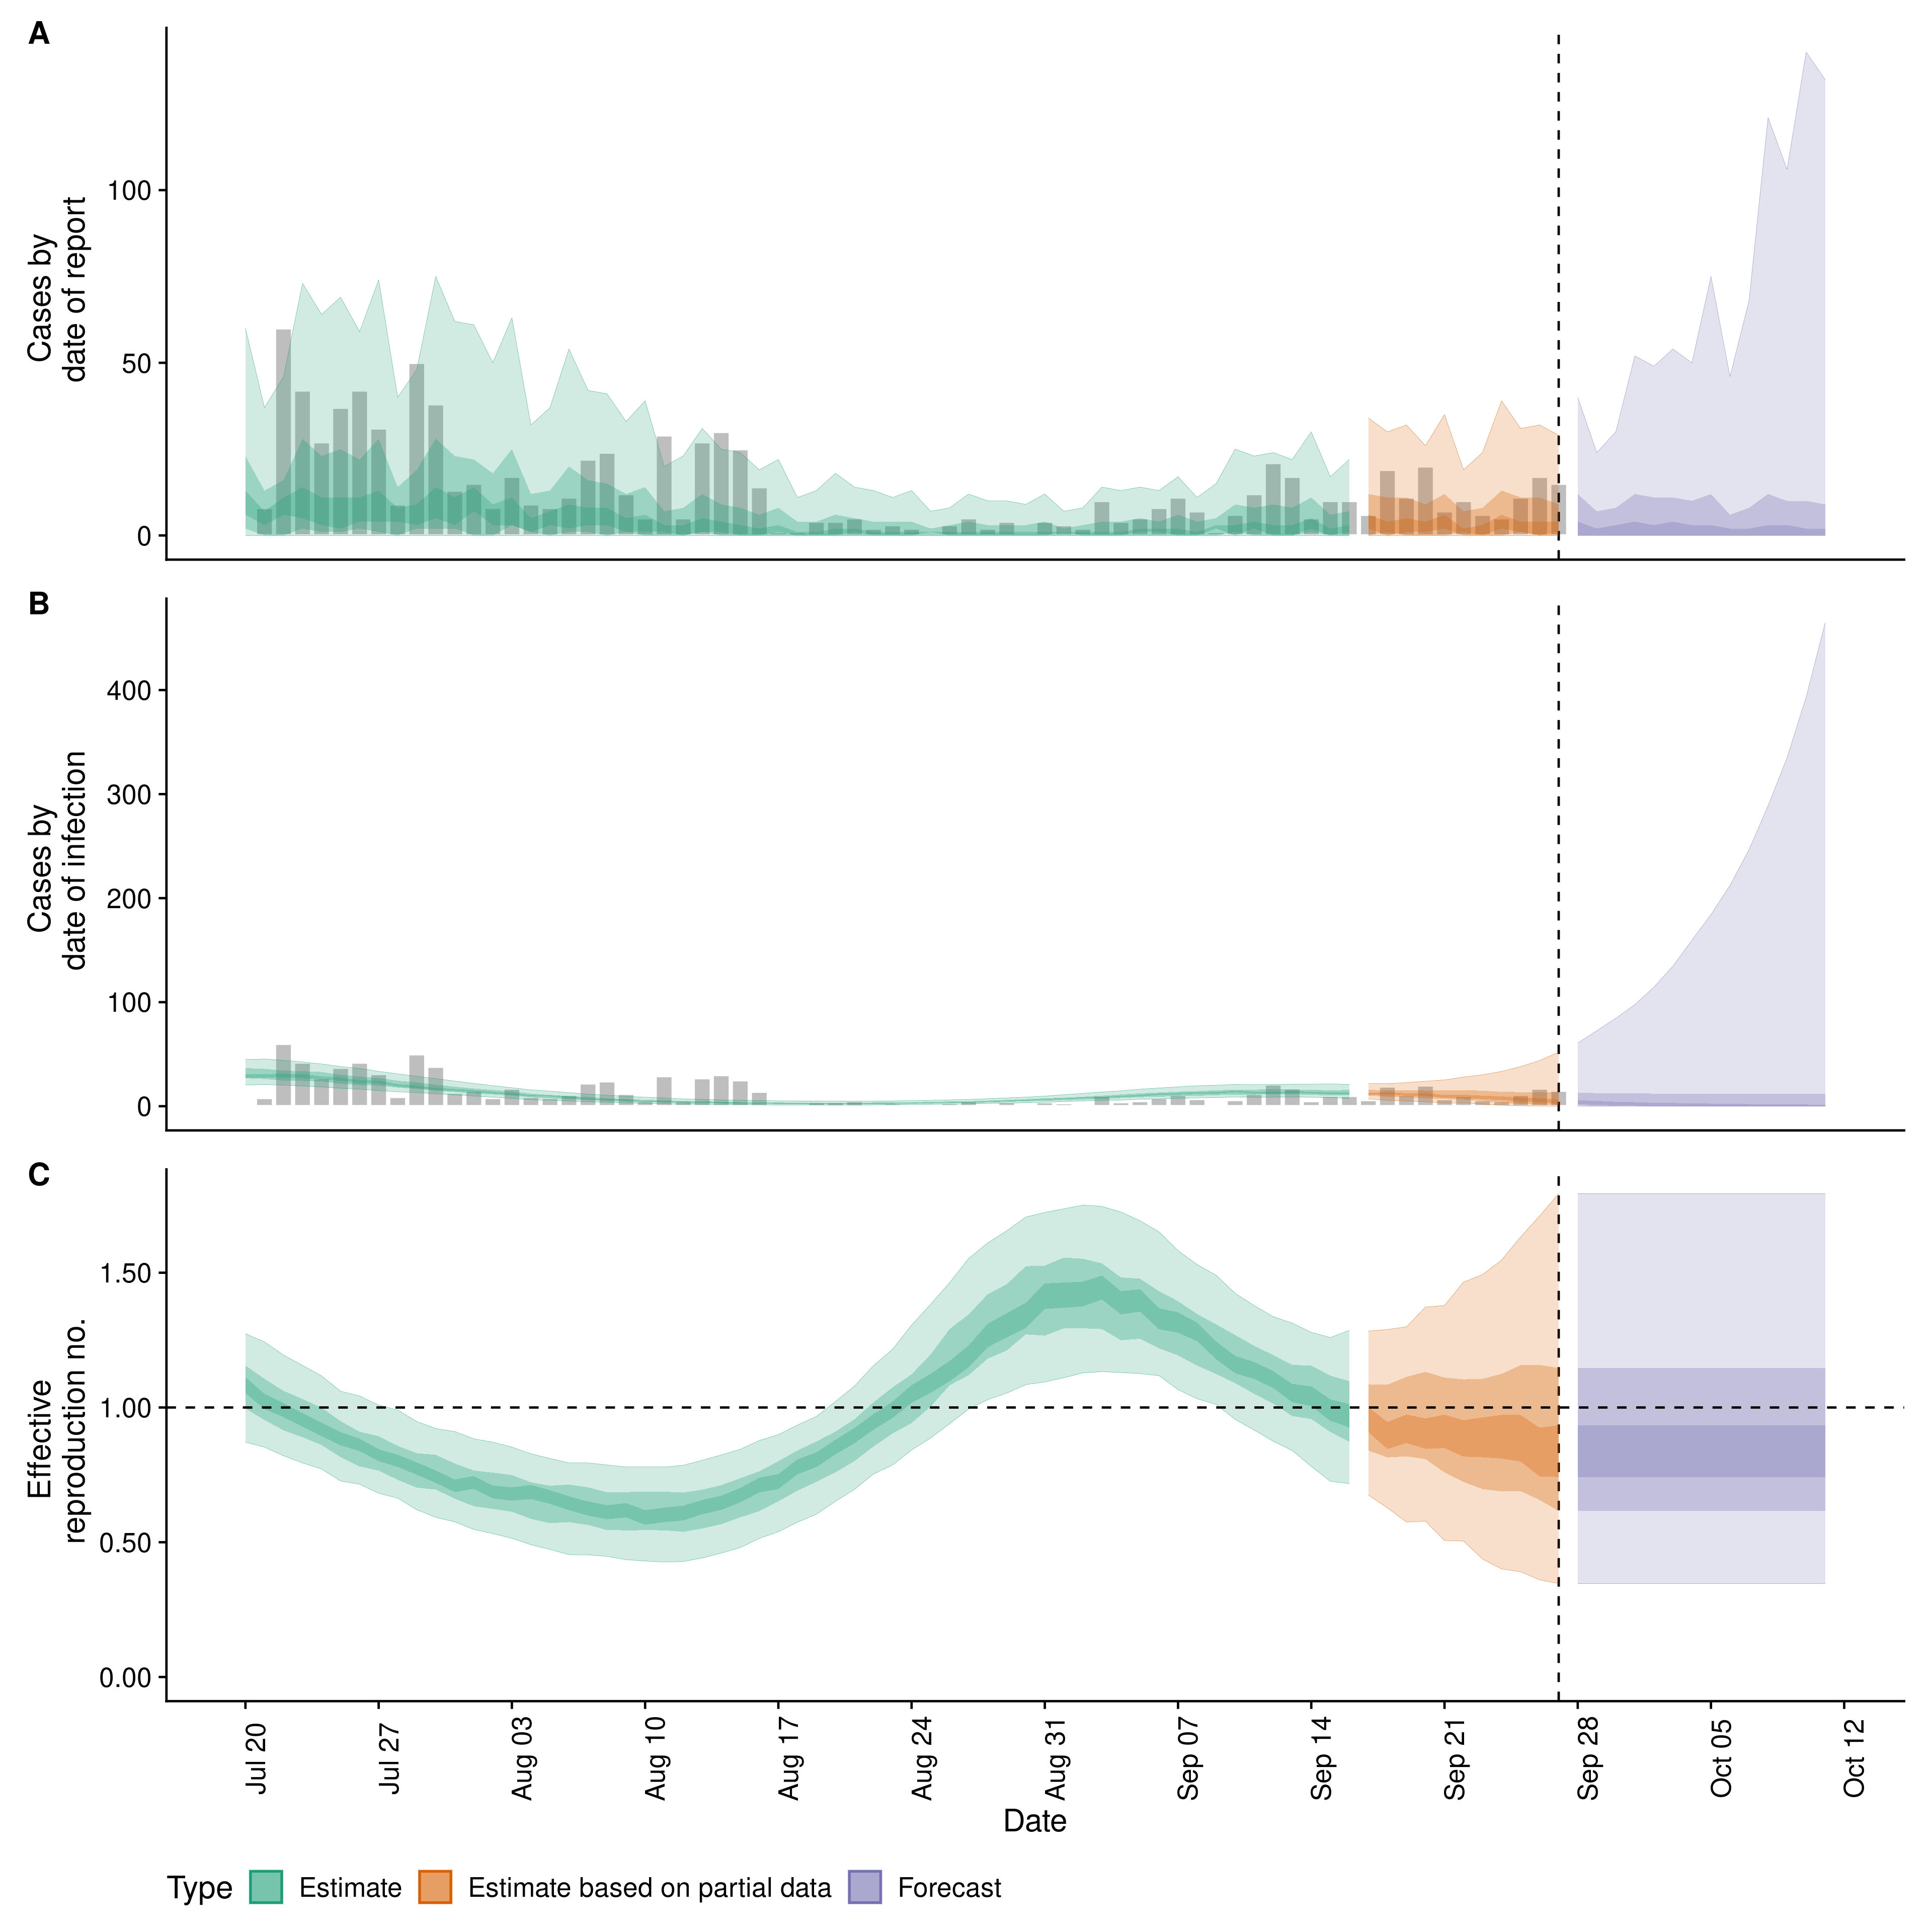 A
Cases by
date of report
100
50
0
B
Cases by
date of infection
400
300
200
100
0
C
Effective
reproduction no.
1.50
1.00
0.50
0.00
Jul 20
Jul 27
Aug 03
Aug 10
Aug 17
Aug 24
Aug 31
Sep 07
Sep 14
Sep 21
Sep 28
Oct 05
Oct 12
Date
Type Estimate Estimate based on partial data Forecast